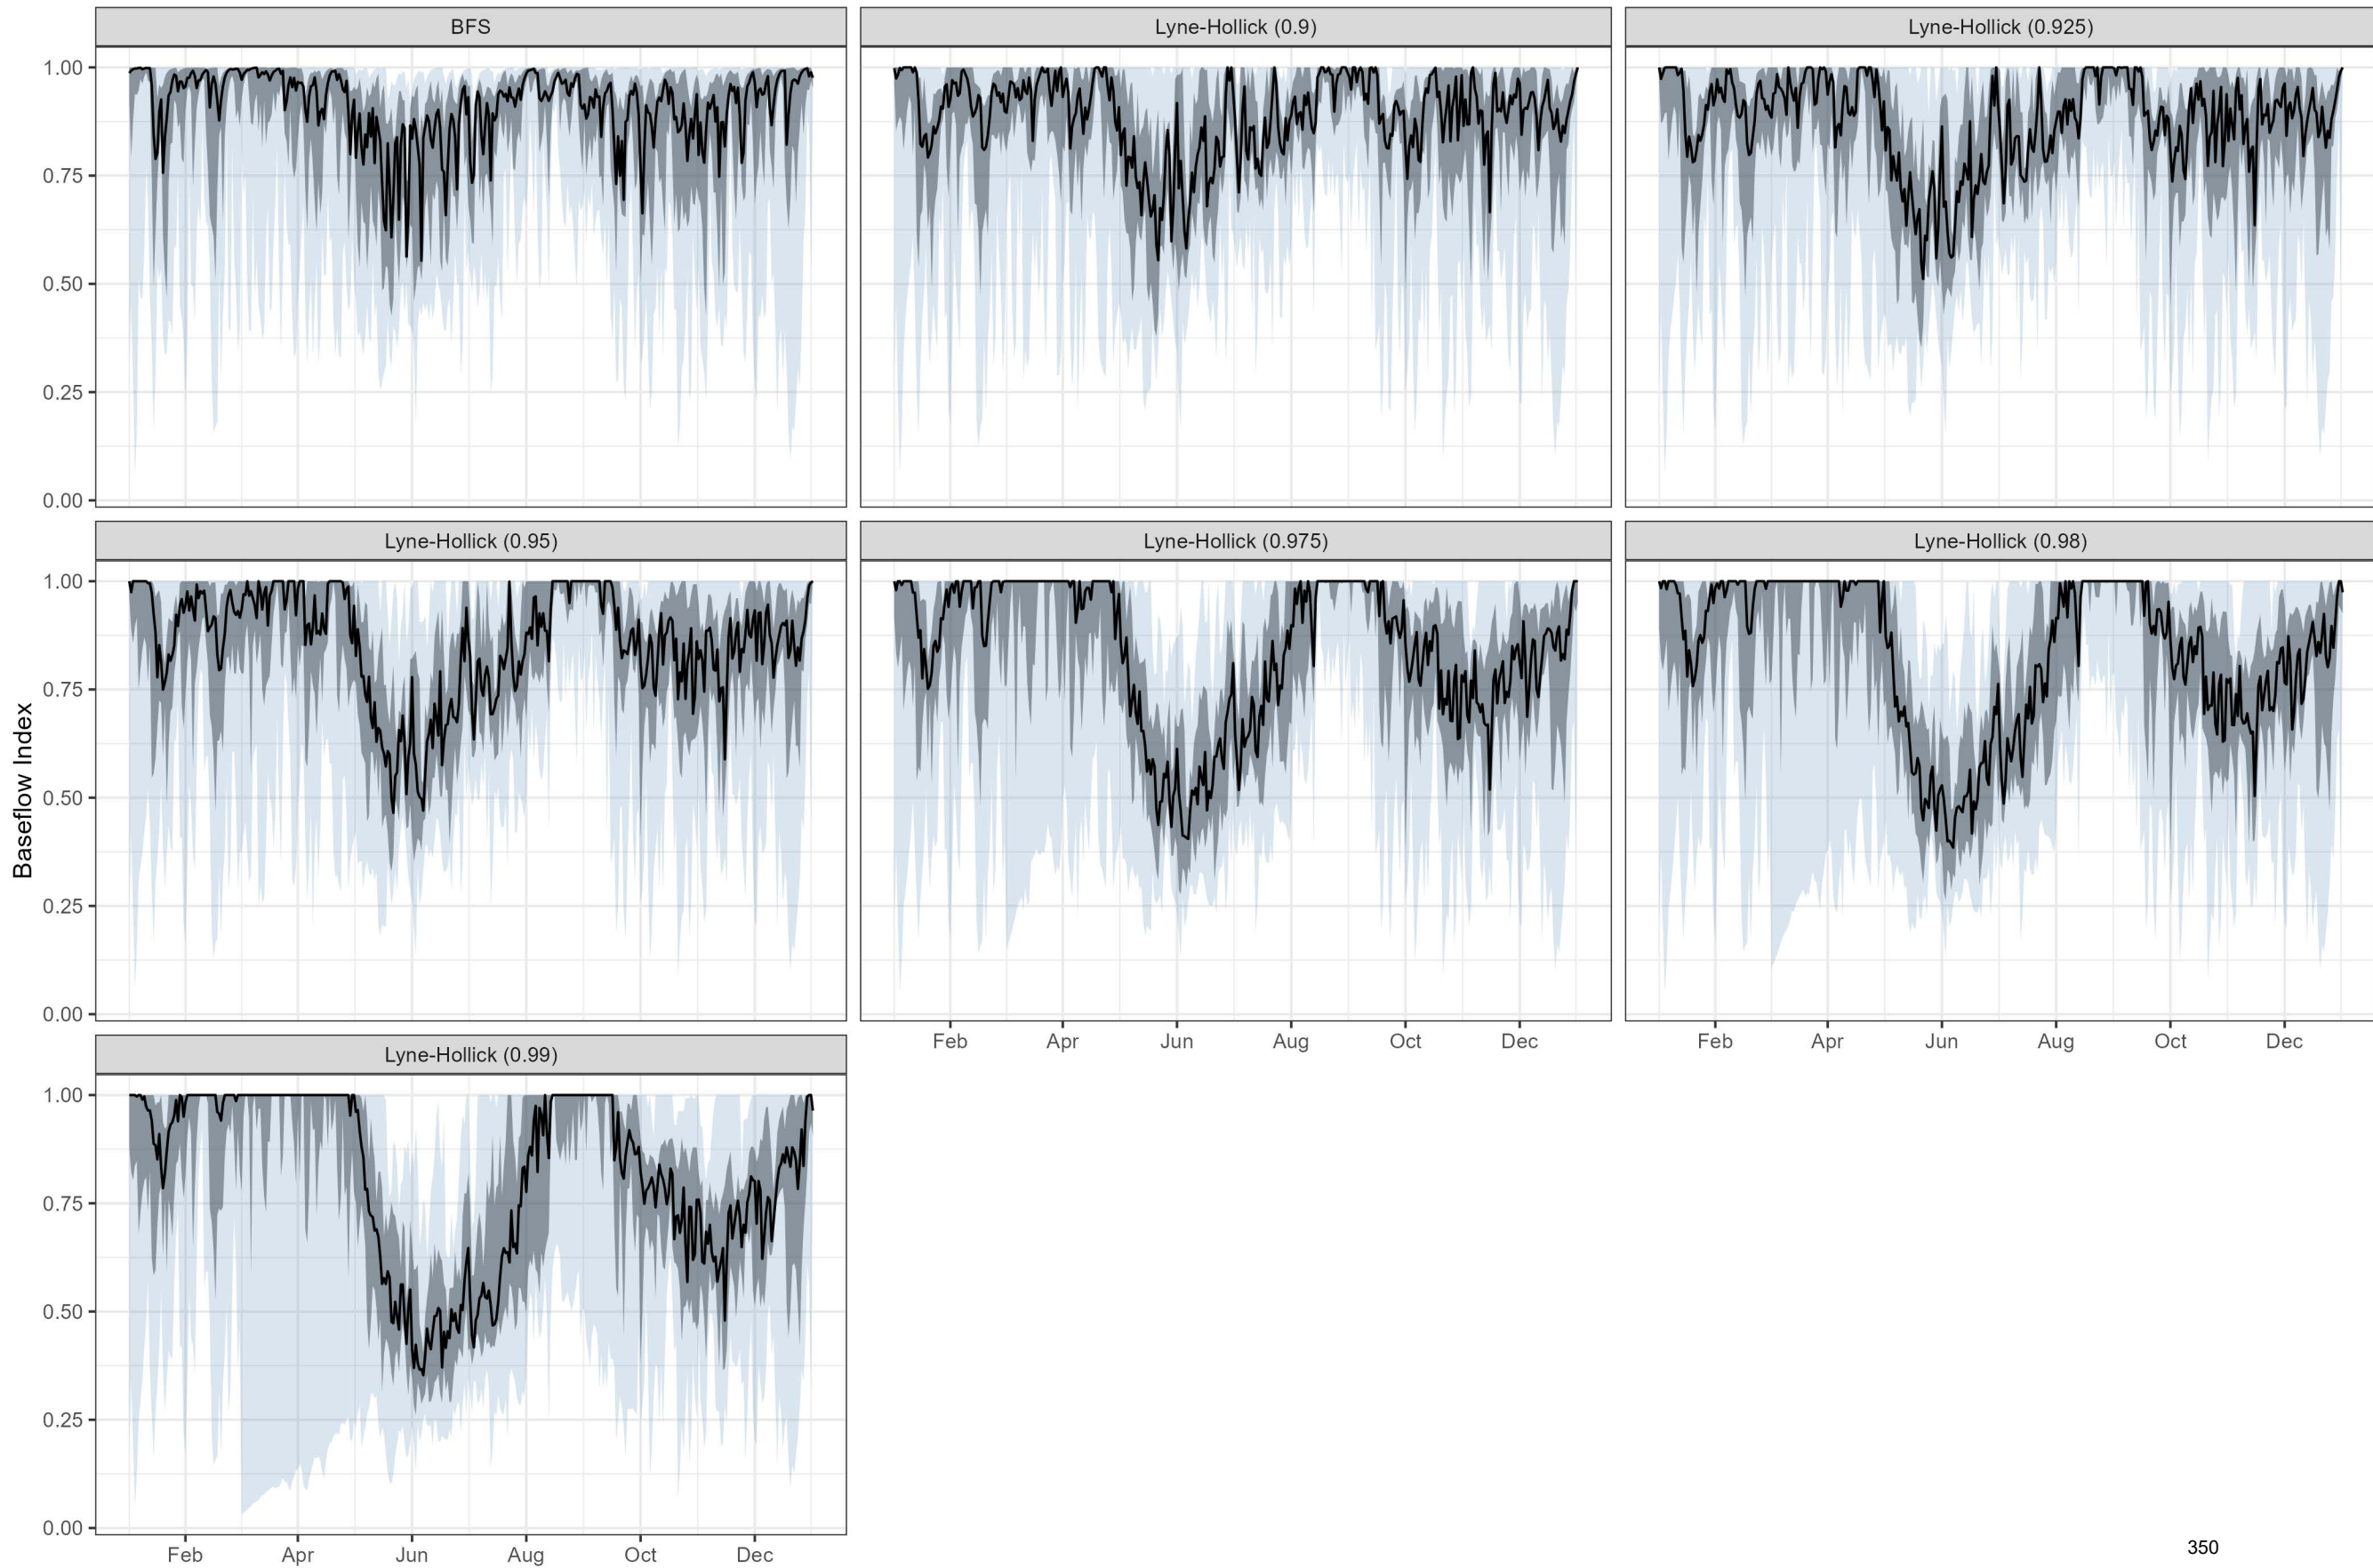 BFS
Lyne-Hollick (0.9)
Lyne-Hollick (0.925)
1.00
0.75
0.50
0.25
0.00
Lyne-Hollick (0.95)
Lyne-Hollick (0.975)
Lyne-Hollick (0.98)
1.00
0.75
0.50
0.25
0.00
Baseflow Index
Feb Apr Jun Aug Oct Dec
Feb Apr Jun Aug Oct Dec
Lyne-Hollick (0.99)
1.00
0.75
0.50
0.25
0.00
Feb Apr Jun Aug Oct Dec
350